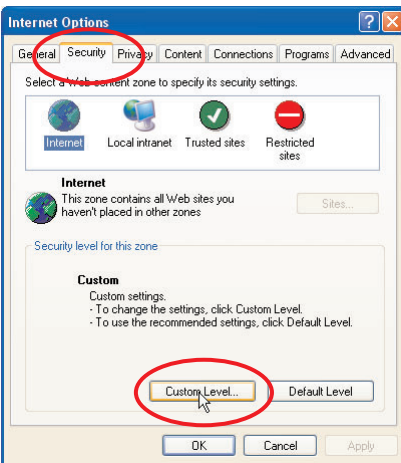 Internet Options
General Security Privacy Content Connections Programs Advanced
Select a Web content zone to specify its security settings.
Internet Local intranet Trusted sites Restricted
sites
Internet
This zone contains all Web sites you
haven't placed in other zones
Sites...
Security level for this zone
Custom
Custom settings.
- To change the settings, click Custom Level.
- To use the recommended settings, click Default Level.
Custom Level... Default Level
OK Cancel Apply